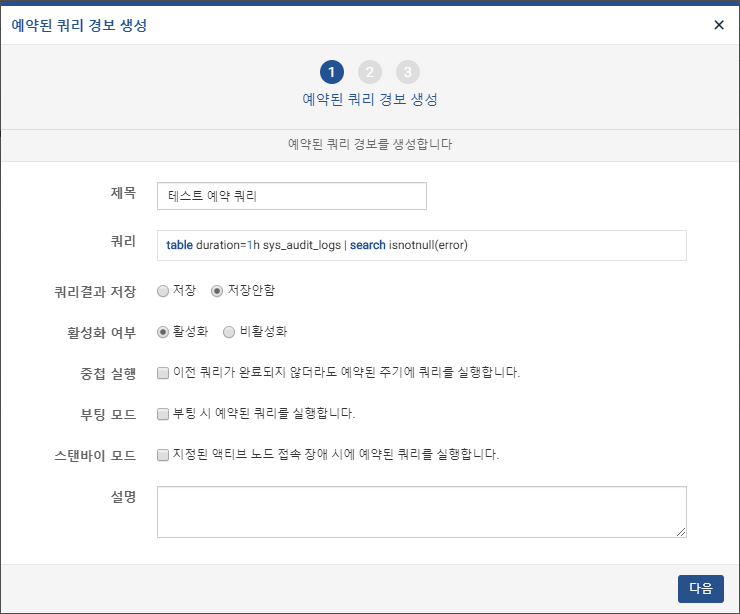 예약된 쿼리 경보 생성 ×
1 2 3
예약된 쿼리 경보 생성
예약된 쿼리 경보를 생성합니다
제목 테스트 예약 쿼리
쿼리 table duration=1h sys_audit_logs | search isnotnull(error)
쿼리결과 저장 저장 저장안함
활성화 여부 활성화 비활성화
중첩 실행 이전 쿼리가 완료되지 않더라도 예약된 주기에 쿼리를 실행합니다.
부팅 모드 부팅 시 예약된 쿼리를 실행합니다.
스탠바이 모드 지정된 액티브 노드 접속 장애 시에 예약된 쿼리를 실행합니다.
설명
다음